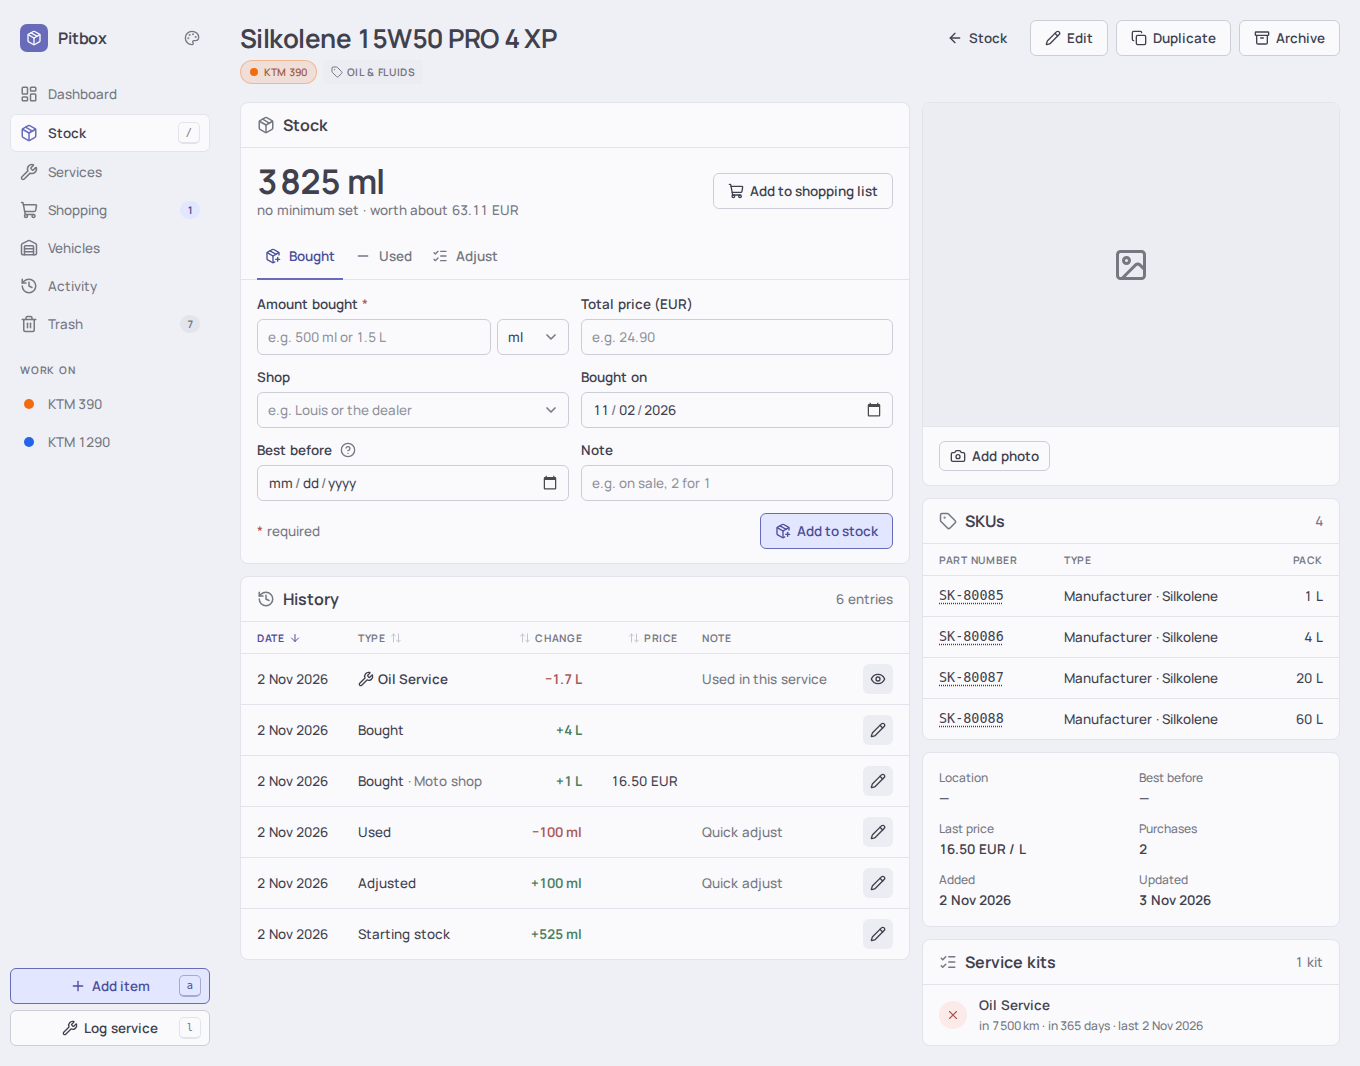 Pitbox
Dashboard
Stock /
Services
Shopping 1
Vehicles
Activity
Trash 7
WORK ON
KTM 390
KTM 1290
Add item a
Log service l
Silkolene 15W50 PRO 4 XP
KTM 390 OIL & FLUIDS
Stock Edit Duplicate Archive
Stock
3 825 ml
no minimum set · worth about 63.11 EUR
Add to shopping list
Bought Used Adjust
Amount bought * Total price (EUR)
e.g. 500 ml or 1.5 L ml e.g. 24.90
Shop Bought on
e.g. Louis or the dealer 11 / 02 / 2026
Best before ? Note
mm / dd / yyyy e.g. on sale, 2 for 1
* required Add to stock
History 6 entries
DATE TYPE CHANGE PRICE NOTE
2 Nov 2026 Oil Service −1.7 L Used in this service
2 Nov 2026 Bought +4 L
2 Nov 2026 Bought · Moto shop +1 L 16.50 EUR
2 Nov 2026 Used −100 ml Quick adjust
2 Nov 2026 Adjusted +100 ml Quick adjust
2 Nov 2026 Starting stock +525 ml
Add photo
SKUs 4
PART NUMBER TYPE PACK
SK-80085 Manufacturer · Silkolene 1 L
SK-80086 Manufacturer · Silkolene 4 L
SK-80087 Manufacturer · Silkolene 20 L
SK-80088 Manufacturer · Silkolene 60 L
Location Best before
— —
Last price Purchases
16.50 EUR / L 2
Added Updated
2 Nov 2026 3 Nov 2026
Service kits 1 kit
Oil Service
in 7 500 km · in 365 days · last 2 Nov 2026